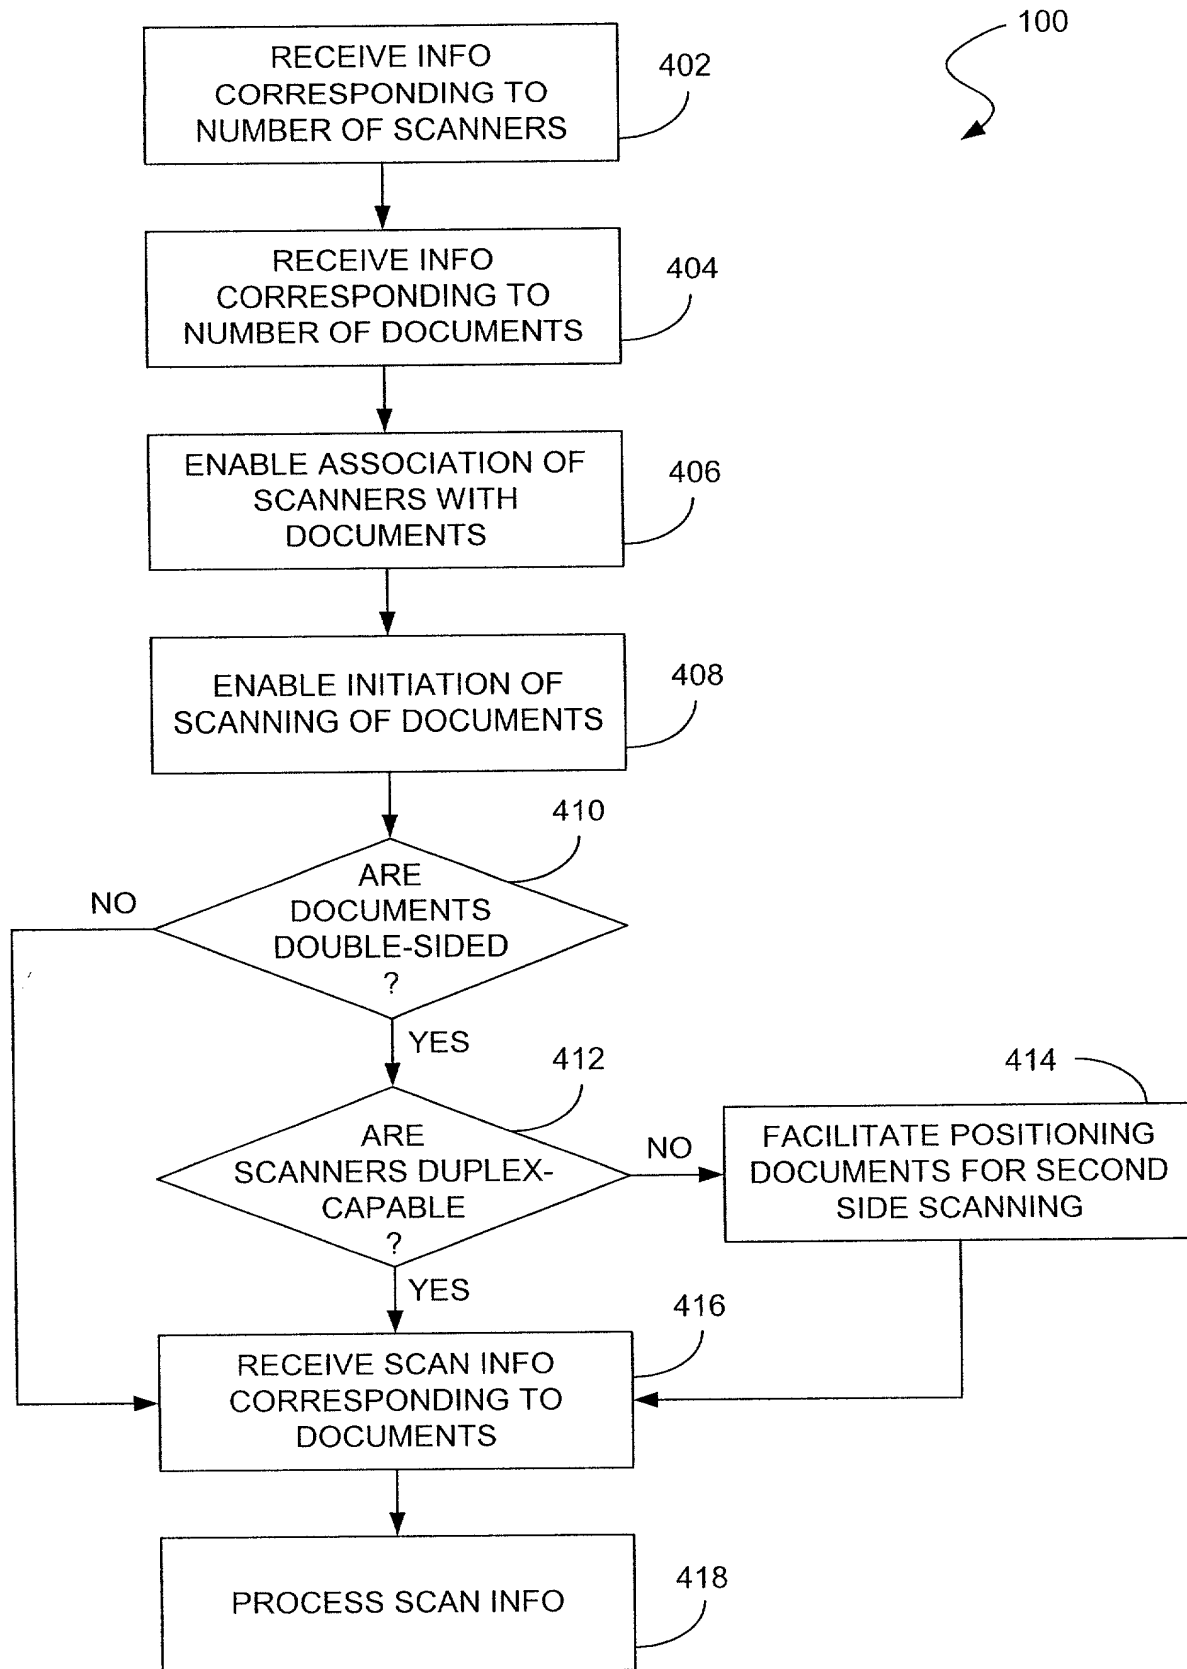 100
RECEIVE INFO
CORRESPONDING TO
NUMBER OF SCANNERS
402
RECEIVE INFO
CORRESPONDING TO
NUMBER OF DOCUMENTS
404
ENABLE ASSOCIATION OF
SCANNERS WITH
DOCUMENTS
406
ENABLE INITIATION OF
SCANNING OF DOCUMENTS
408
410
ARE
DOCUMENTS
DOUBLE-SIDED
?
NO
YES
412
ARE
SCANNERS DUPLEX-
CAPABLE
?
NO
414
FACILITATE POSITIONING
DOCUMENTS FOR SECOND
SIDE SCANNING
YES
416
RECEIVE SCAN INFO
CORRESPONDING TO
DOCUMENTS
PROCESS SCAN INFO
418